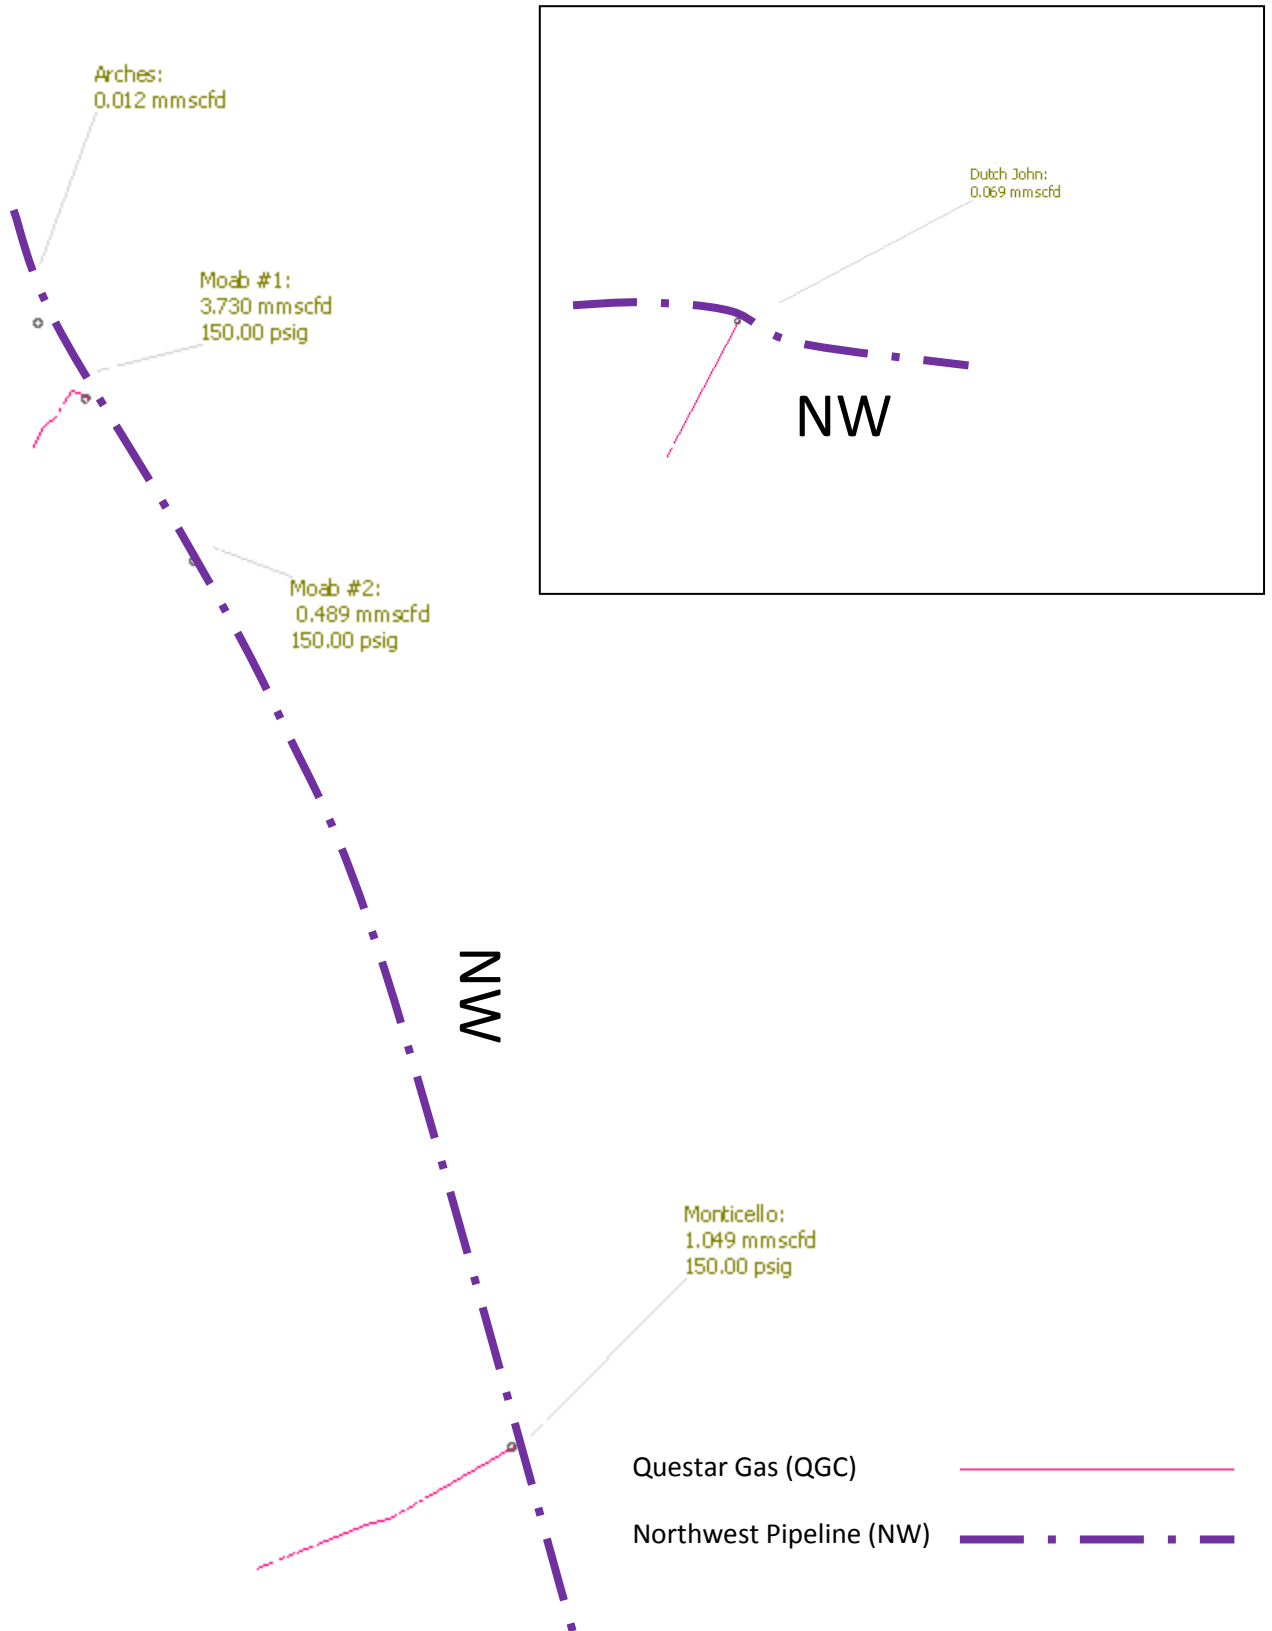 Arches:
0.012 mmscfd
Dutch John:
0.069 mmscfd
Moab #1:
3.730 mmscfd
150.00 psig
NW
Moab #2:
0.489 mmscfd
150.00 psig
NW
Monticello:
1.049 mmscfd
150.00 psig
Questar Gas (QGC)
Northwest Pipeline (NW)